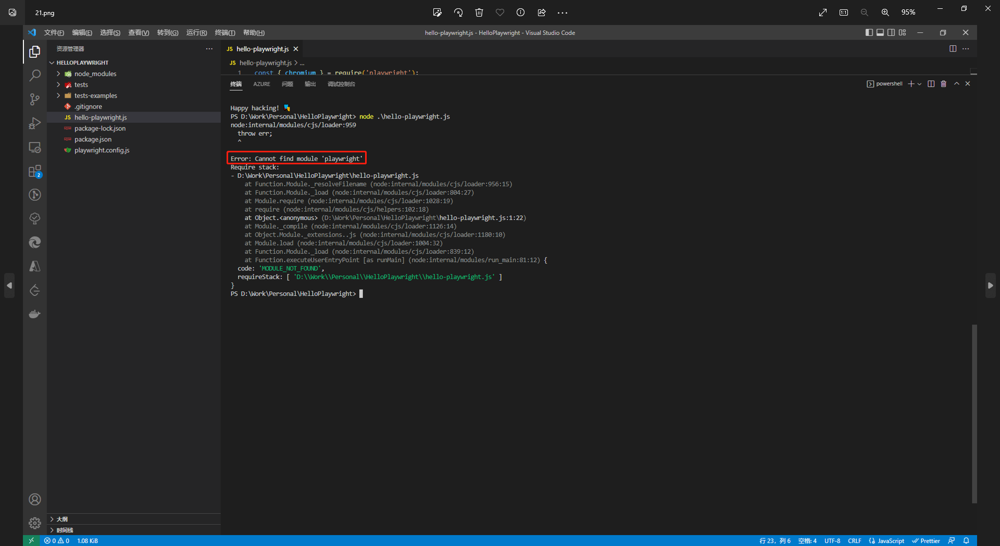 21.png
95%
文件(F) 编辑(E) 选择(S) 查看(V) 转到(G) 运行(R) 终端(T) 帮助(H)
hello-playwright.js - HelloPlaywright - Visual Studio Code
资源管理器
HELLOPLAYWRIGHT
node_modules
tests
tests-examples
.gitignore
JS hello-playwright.js
package-lock.json
package.json
playwright.config.js
大纲
时间线
2
JS hello-playwright.js
JS hello-playwright.js > ...
1 const { chromium } = require('playwright');
终端 AZURE 问题 输出 调试控制台
powershell
Happy hacking!
PS D:\Work\Personal\HelloPlaywright> node .\hello-playwright.js
node:internal/modules/cjs/loader:959
throw err;
^
Error: Cannot find module 'playwright'
Require stack:
- D:\Work\Personal\HelloPlaywright\hello-playwright.js
at Function.Module._resolveFilename (node:internal/modules/cjs/loader:956:15)
at Function.Module._load (node:internal/modules/cjs/loader:804:27)
at Module.require (node:internal/modules/cjs/loader:1028:19)
at require (node:internal/modules/cjs/helpers:102:18)
at Object.<anonymous> (D:\Work\Personal\HelloPlaywright\hello-playwright.js:1:22)
at Module._compile (node:internal/modules/cjs/loader:1126:14)
at Object.Module._extensions..js (node:internal/modules/cjs/loader:1180:10)
at Module.load (node:internal/modules/cjs/loader:1004:32)
at Function.Module._load (node:internal/modules/cjs/loader:839:12)
at Function.executeUserEntryPoint [as runMain] (node:internal/modules/run_main:81:12) {
code: 'MODULE_NOT_FOUND',
requireStack: [ 'D:\\Work\\Personal\\HelloPlaywright\\hello-playwright.js' ]
}
PS D:\Work\Personal\HelloPlaywright>
0 0 1.08 KiB
行 23，列 6 空格: 4 UTF-8 CRLF JavaScript Prettier